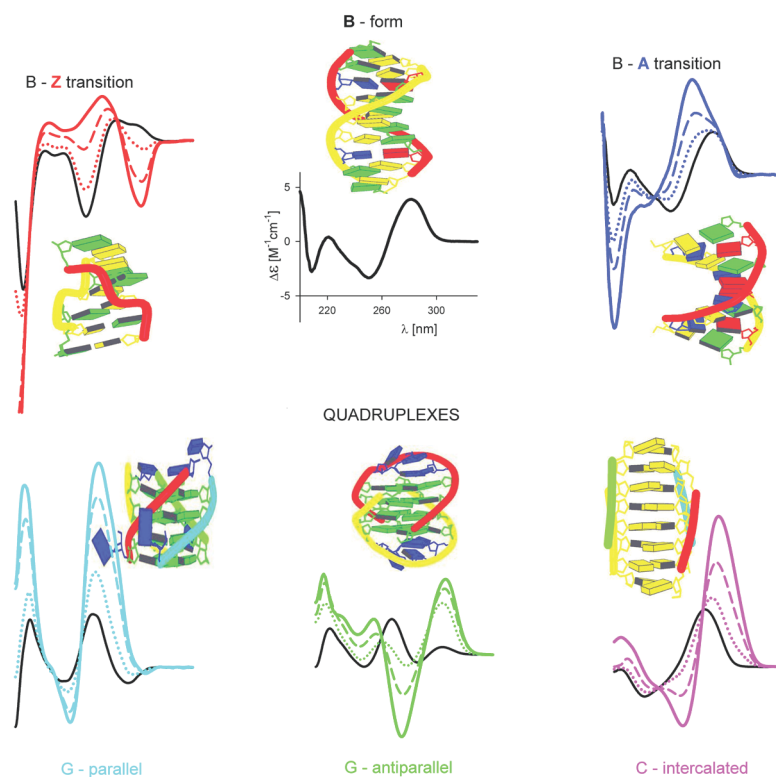 B - form
B - Z transition
B - A transition
5
0
-5
Δε [M⁻¹cm⁻¹]
220
260
300
λ [nm]
QUADRUPLEXES
G - parallel
G - antiparallel
C - intercalated